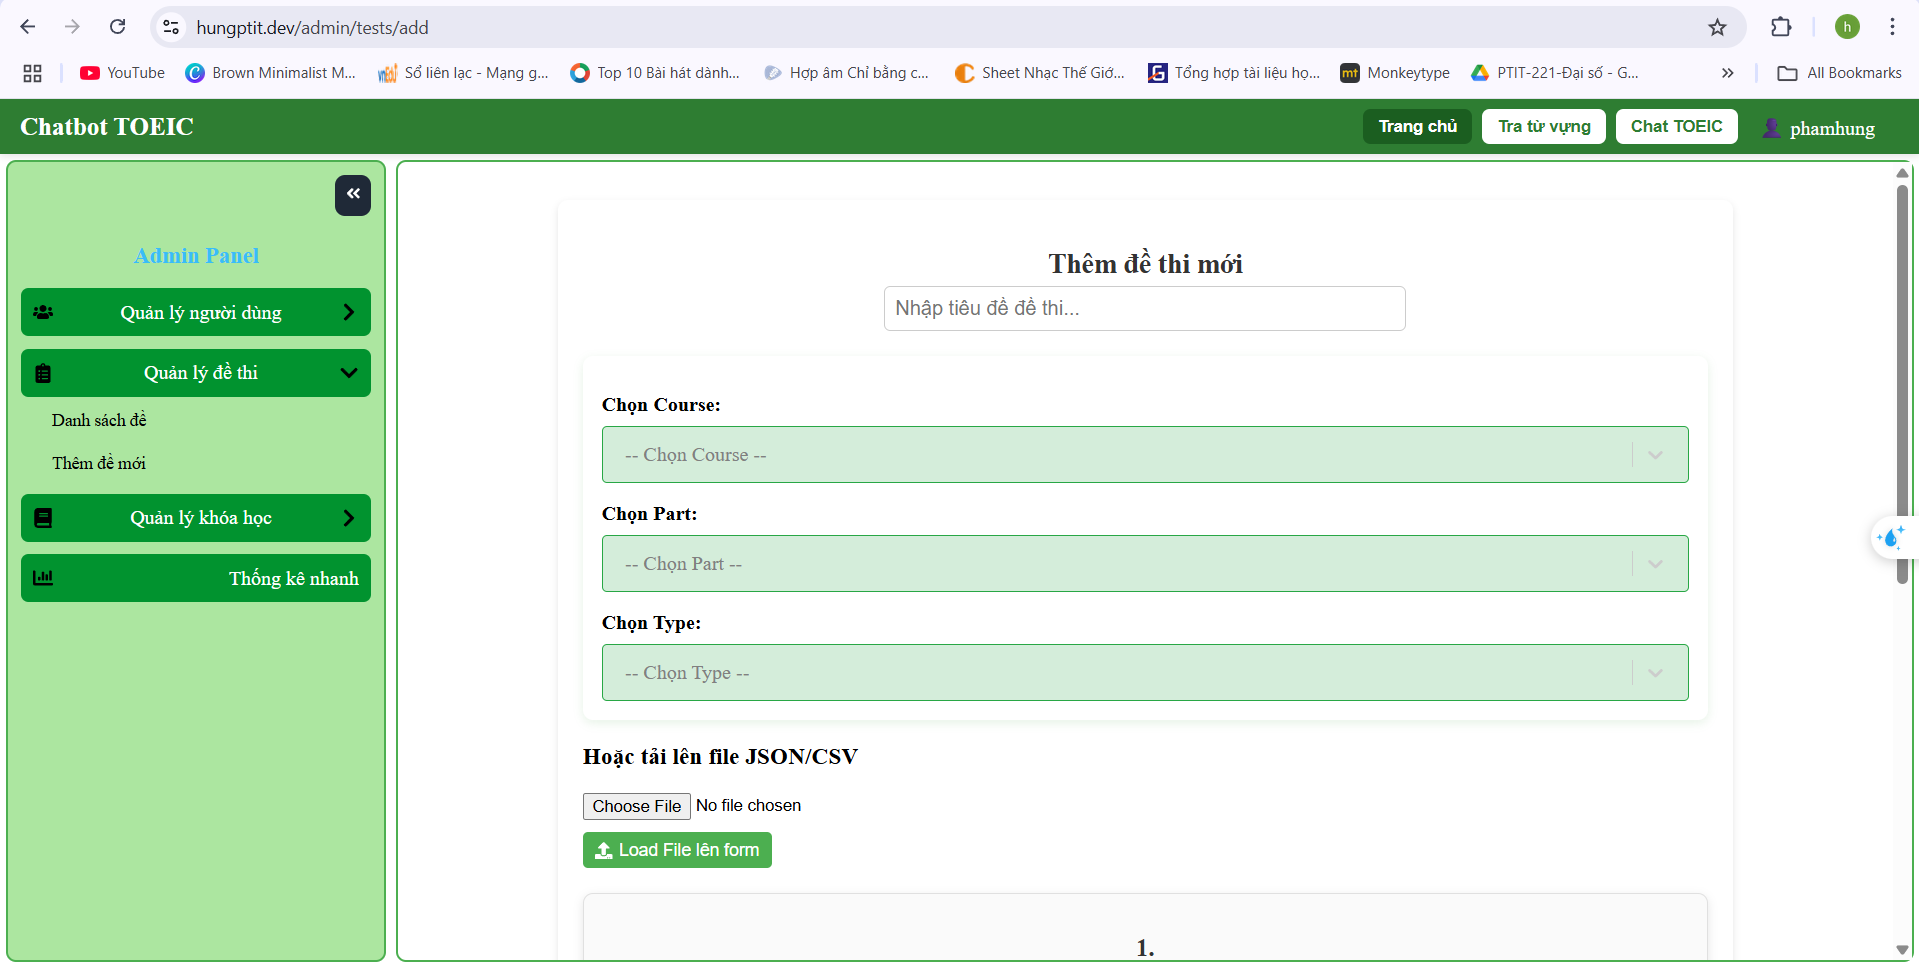 hungptit.dev/admin/tests/add
h
YouTube
Brown Minimalist M...
Sổ liên lạc - Mạng g...
Top 10 Bài hát dành...
Hợp âm Chỉ bằng c...
Sheet Nhạc Thế Giớ...
Tổng hợp tài liệu họ...
mt
Monkeytype
PTIT-221-Đại số - G...
All Bookmarks
Chatbot TOEIC
Trang chủ
Tra từ vựng
Chat TOEIC
phamhung
Admin Panel
Quản lý người dùng
Quản lý đề thi
Danh sách đề
Thêm đề mới
Quản lý khóa học
Thống kê nhanh
Thêm đề thi mới
Nhập tiêu đề đề thi...
Chọn Course:
-- Chọn Course --
Chọn Part:
-- Chọn Part --
Chọn Type:
-- Chọn Type --
Hoặc tải lên file JSON/CSV
Choose File No file chosen
Load File lên form
1.